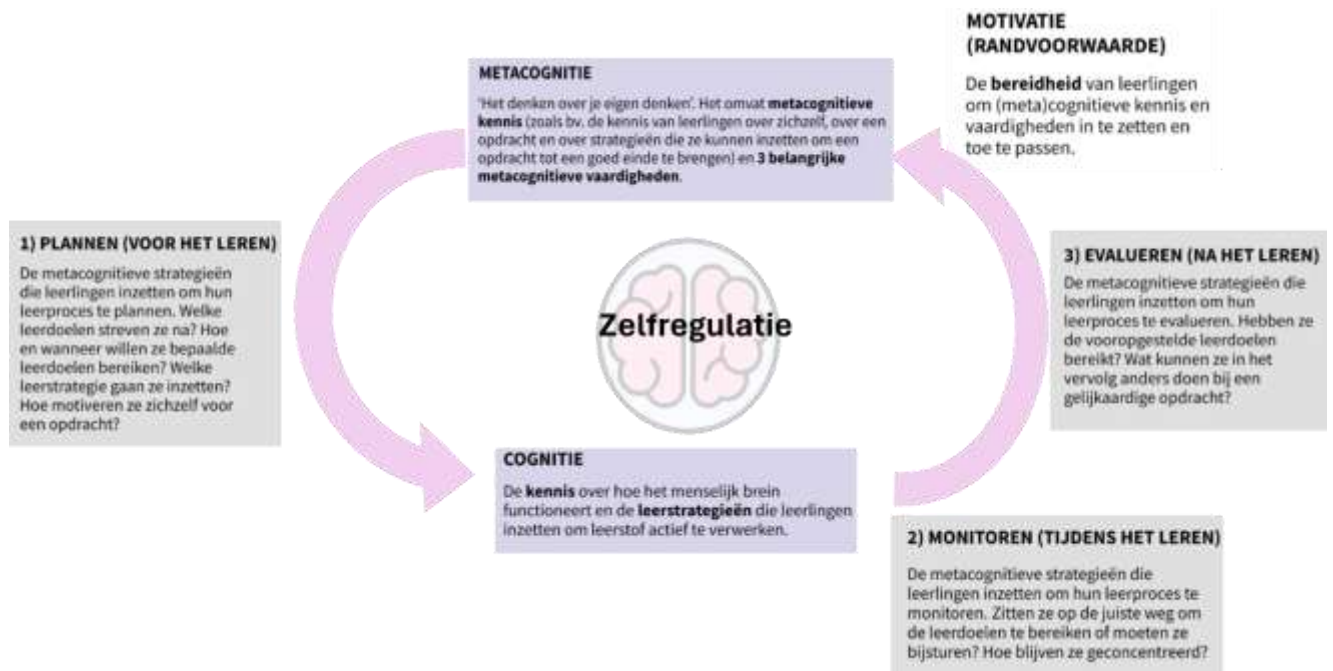 MOTIVATIE
(RANDVOORWAARDE)
De bereidheid van leerlingen
om (meta)cognitieve kennis en
vaardigheden in te zetten en
toe te passen.
METACOGNITIE
'Het denken over je eigen denken'. Het omvat metacognitieve
kennis (zoals bv. de kennis van leerlingen over zichzelf, over een
opdracht en over strategieën die ze kunnen inzetten om een
opdracht tot een goed einde te brengen) en 3 belangrijke
metacognitieve vaardigheden.
1) PLANNEN (VOOR HET LEREN)
De metacognitieve strategieën
die leerlingen inzetten om hun
leerproces te plannen. Welke
leerdoelen streven ze na? Hoe
en wanneer willen ze bepaalde
leerdoelen bereiken? Welke
leerstrategie gaan ze inzetten?
Hoe motiveren ze zichzelf voor
een opdracht?
Zelfregulatie
3) EVALUEREN (NA HET LEREN)
De metacognitieve strategieën die
leerlingen inzetten om hun
leerproces te evalueren. Hebben ze
de vooropgestelde leerdoelen
bereikt? Wat kunnen ze in het
vervolg anders doen bij een
gelijkaardige opdracht?
COGNITIE
De kennis over hoe het menselijk brein
functioneert en de leerstrategieën die leerlingen
inzetten om leerstof actief te verwerken.
2) MONITOREN (TIJDENS HET LEREN)
De metacognitieve strategieën die
leerlingen inzetten om hun leerproces te
monitoren. Zitten ze op de juiste weg om
de leerdoelen te bereiken of moeten ze
bijsturen? Hoe blijven ze geconcentreerd?